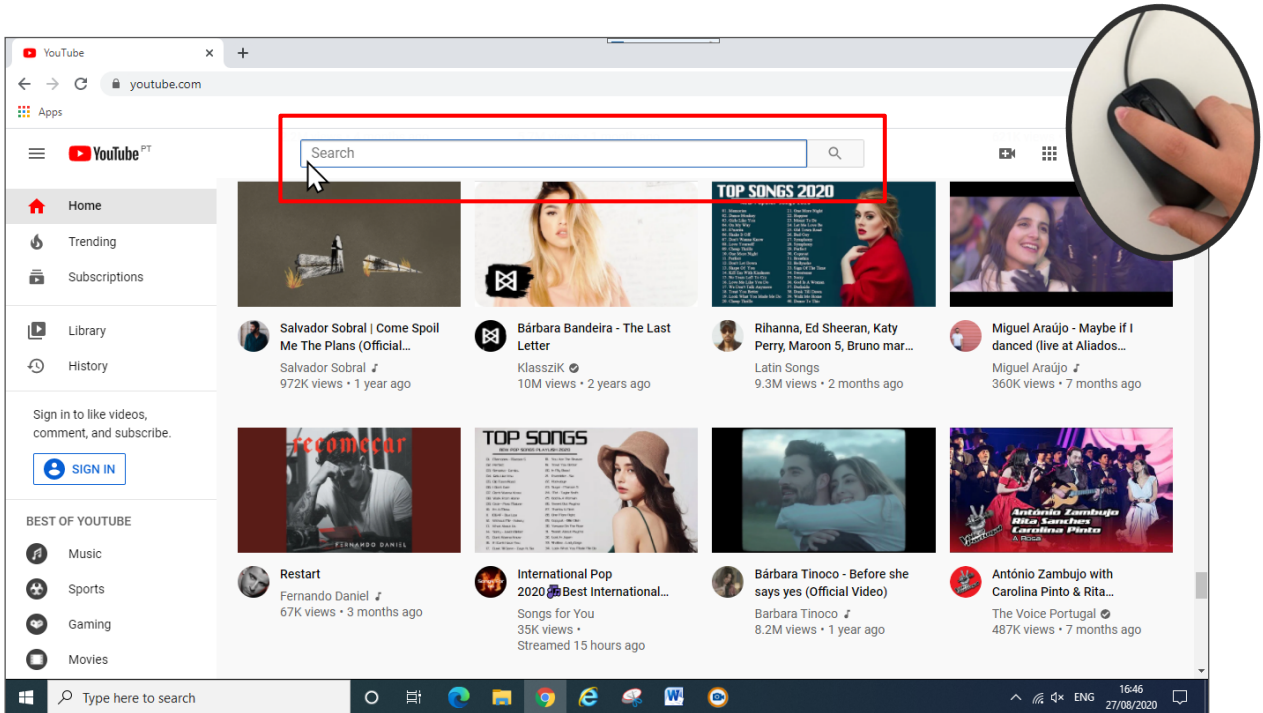 YouTube
youtube.com
Apps
YouTube PT
Search
Home
Trending
Subscriptions
Library
History
Sign in to like videos,
comment, and subscribe.
SIGN IN
BEST OF YOUTUBE
Music
Sports
Gaming
Movies
TOP SONGS 2020
Salvador Sobral | Come Spoil
Me The Plans (Official...
Salvador Sobral
972K views • 1 year ago
Bárbara Bandeira - The Last
Letter
KlassziK
10M views • 2 years ago
Rihanna, Ed Sheeran, Katy
Perry, Maroon 5, Bruno mar...
Latin Songs
9.3M views • 2 months ago
Miguel Araújo - Maybe if I
danced (live at Aliados...
Miguel Araújo
360K views • 7 months ago
recomeçar
FERNANDO DANIEL
TOP SONGS
António Zambujo
Rita Sanches
Carolina Pinto
A Rosa
Restart
Fernando Daniel
67K views • 3 months ago
International Pop
2020 Best International...
Songs for You
35K views •
Streamed 15 hours ago
Bárbara Tinoco - Before she
says yes (Official Video)
Barbara Tinoco
8.2M views • 1 year ago
António Zambujo with
Carolina Pinto & Rita...
The Voice Portugal
487K views • 7 months ago
Type here to search
ENG
16:46
27/08/2020